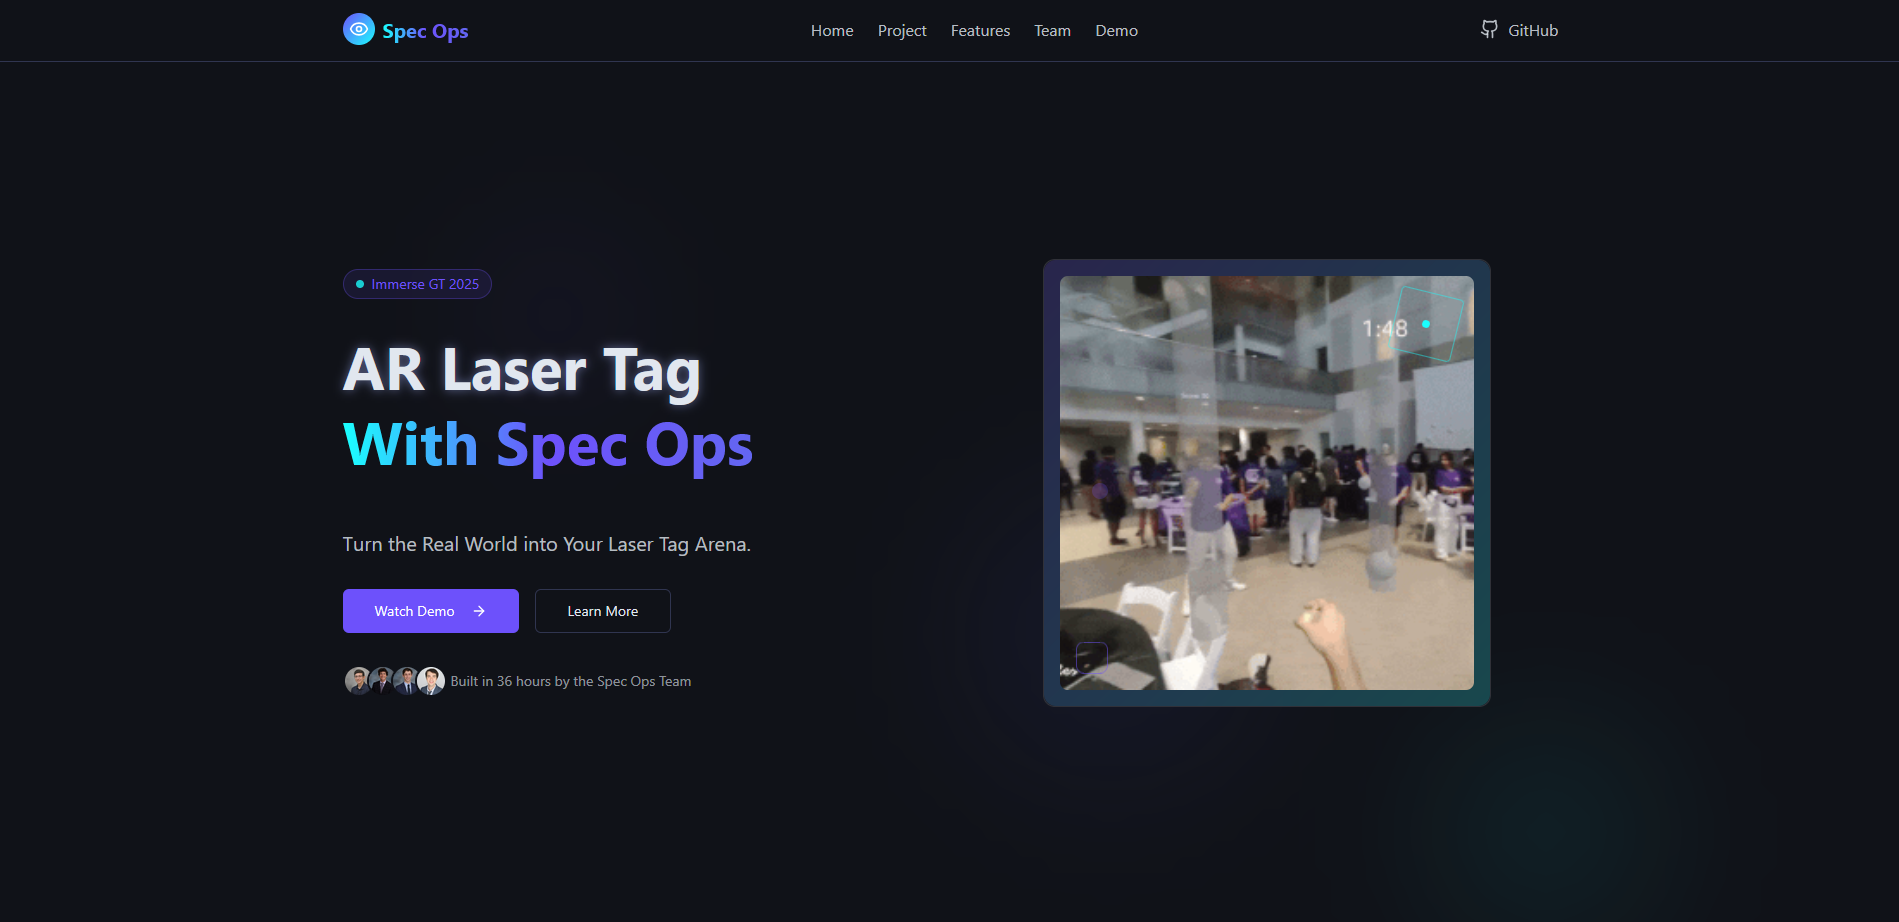 Spec Ops
Home Project Features Team Demo
GitHub
Immerse GT 2025
AR Laser Tag
With Spec Ops
Turn the Real World into Your Laser Tag Arena.
Watch Demo
Learn More
Built in 36 hours by the Spec Ops Team
1:48